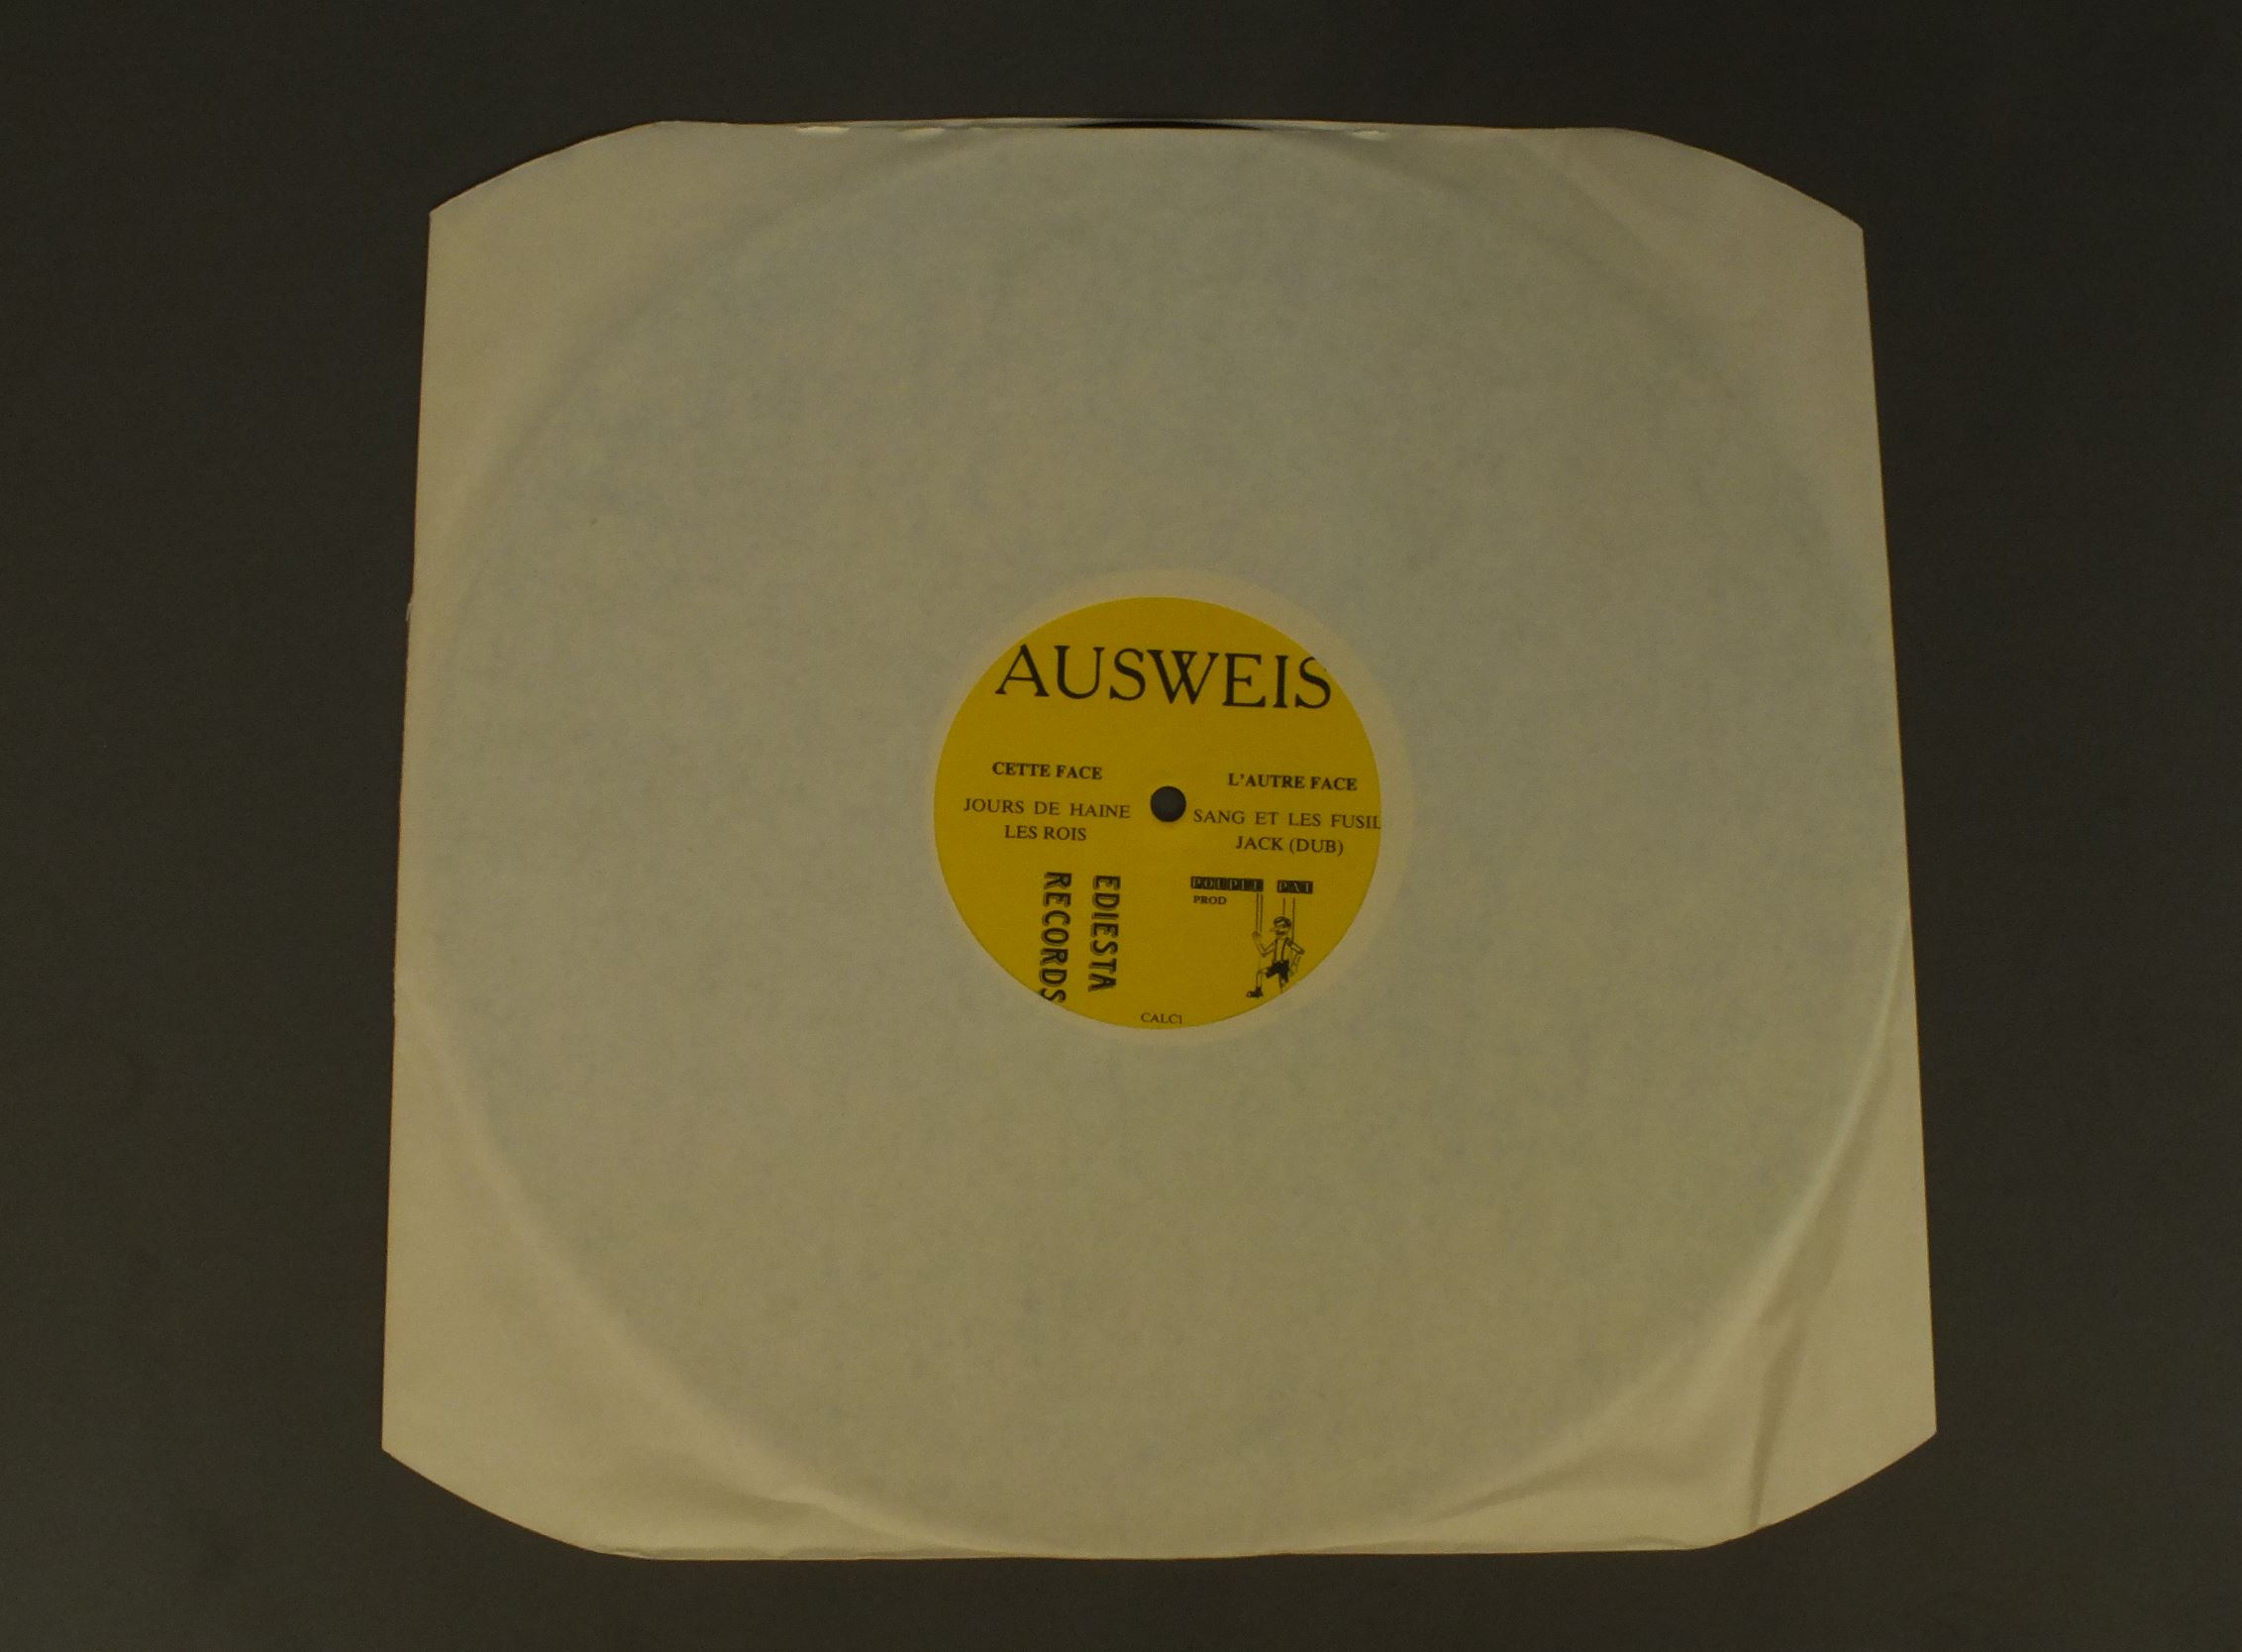 AUSWEIS
CETTE FACE
JOURS DE HAINE
LES ROIS
L'AUTRE FACE
SANG ET LES FUSIL
JACK (DUB)
EDIESTA
RECORDS
PROD
CALC1